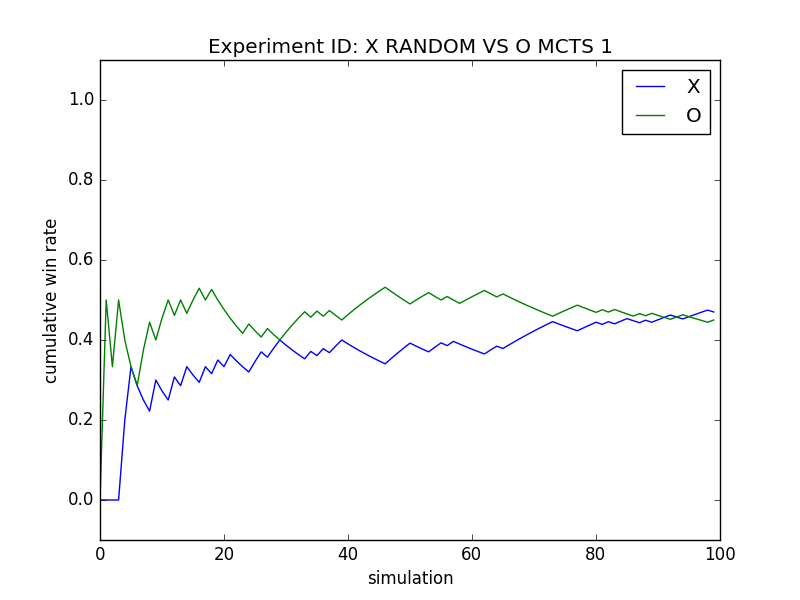 Experiment ID: X RANDOM VS O MCTS 1
X
O
1.0
0.8
0.6
0.4
0.2
0.0
cumulative win rate
0 20 40 60 80 100
simulation